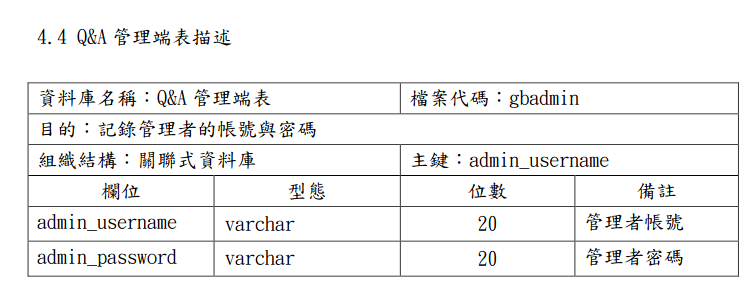 4.4 Q&A 管理端表描述
資料庫名稱：Q&A 管理端表 檔案代碼：gbadmin
目的：記錄管理者的帳號與密碼
組織結構：關聯式資料庫 主鍵：admin_username
欄位 型態 位數 備註
admin_username varchar 20 管理者帳號
admin_password varchar 20 管理者密碼